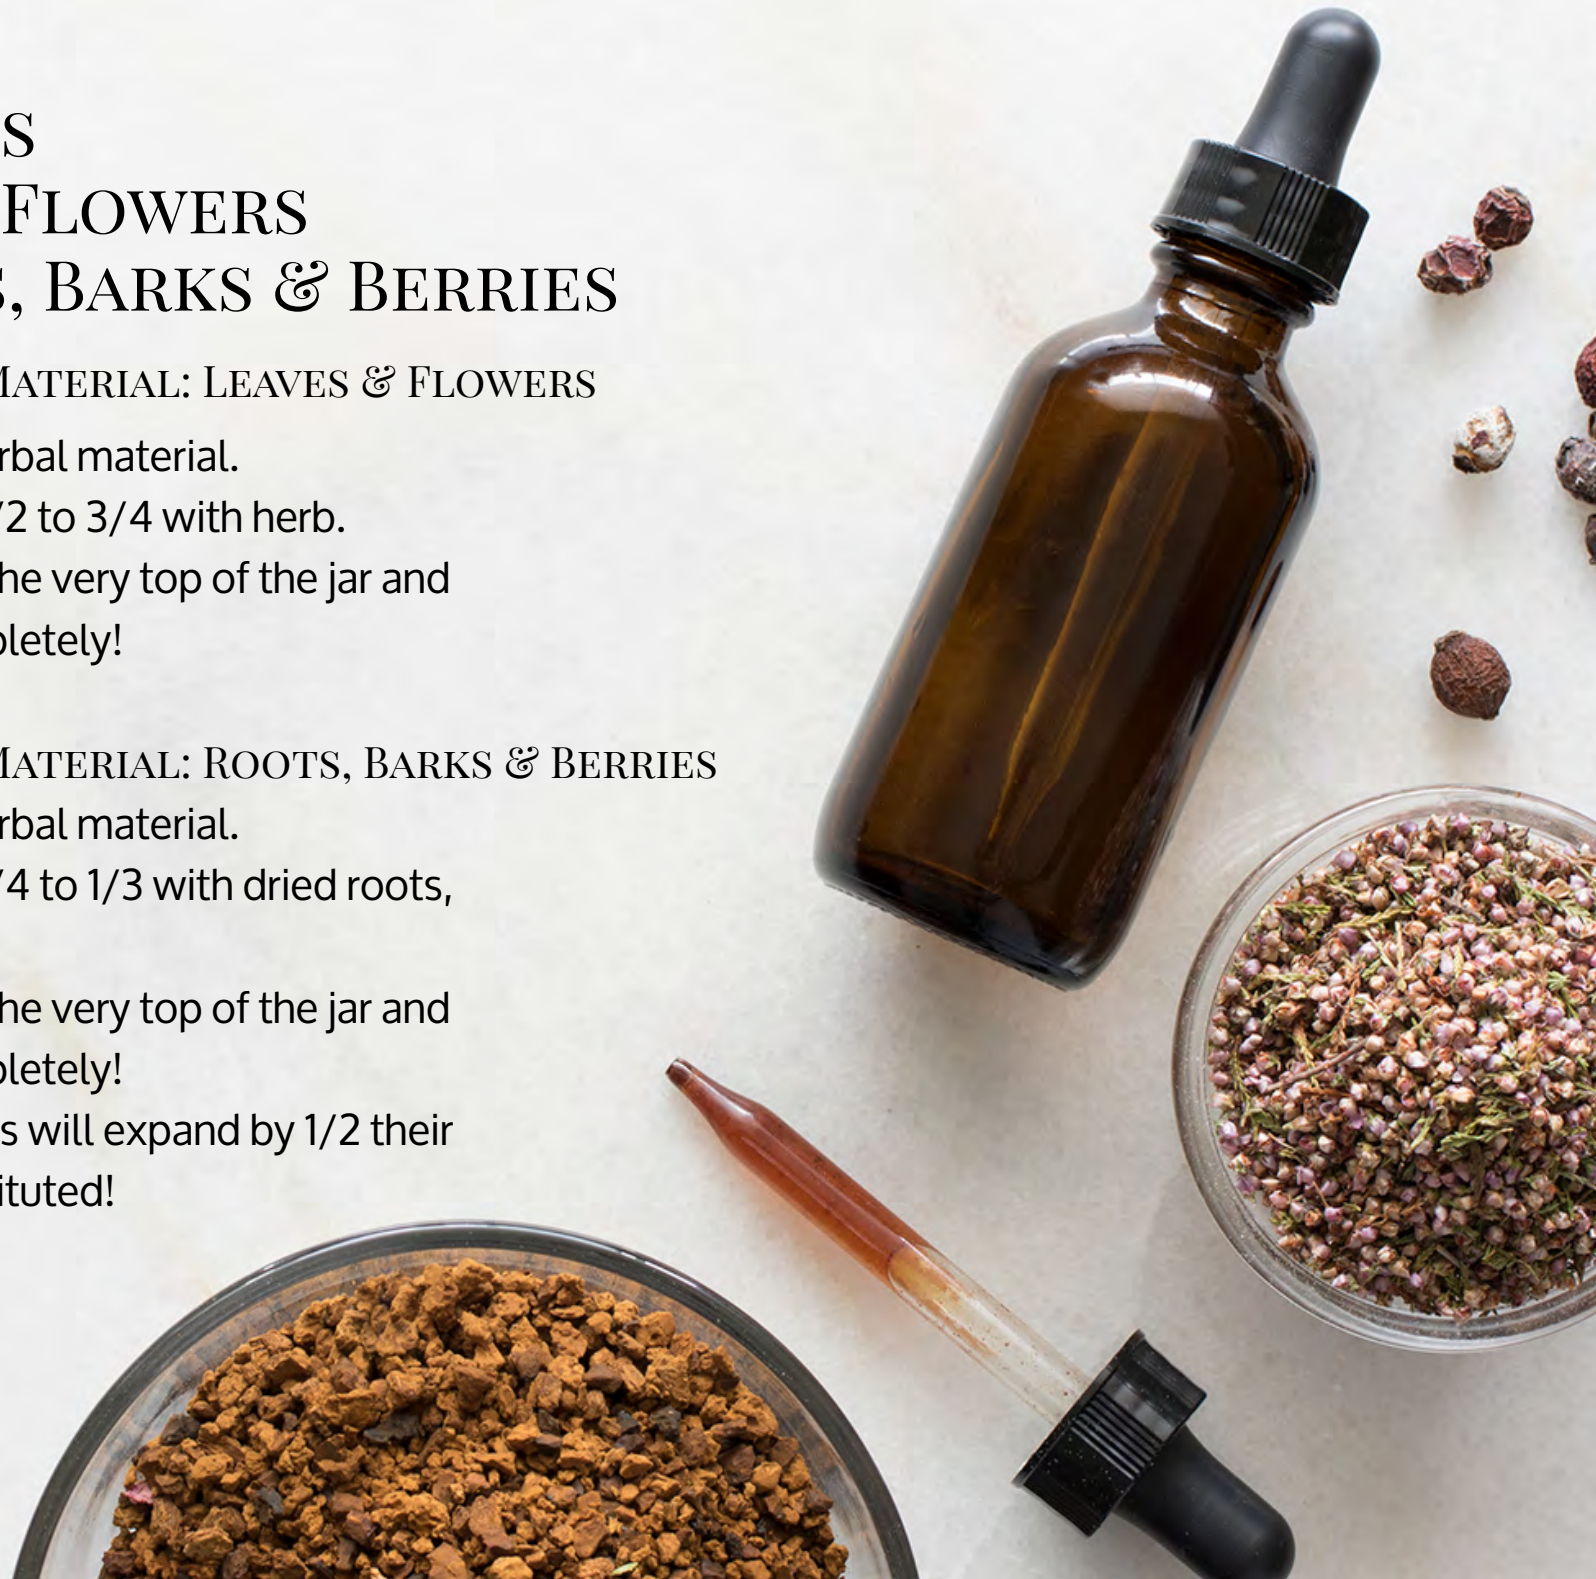 S
FLOWERS
, BARKS & BERRIES
MATERIAL: LEAVES & FLOWERS
rbal material.
/2 to 3/4 with herb.
he very top of the jar and
pletely!
MATERIAL: ROOTS, BARKS & BERRIES
rbal material.
/4 to 1/3 with dried roots,
he very top of the jar and
pletely!
s will expand by 1/2 their
ituted!